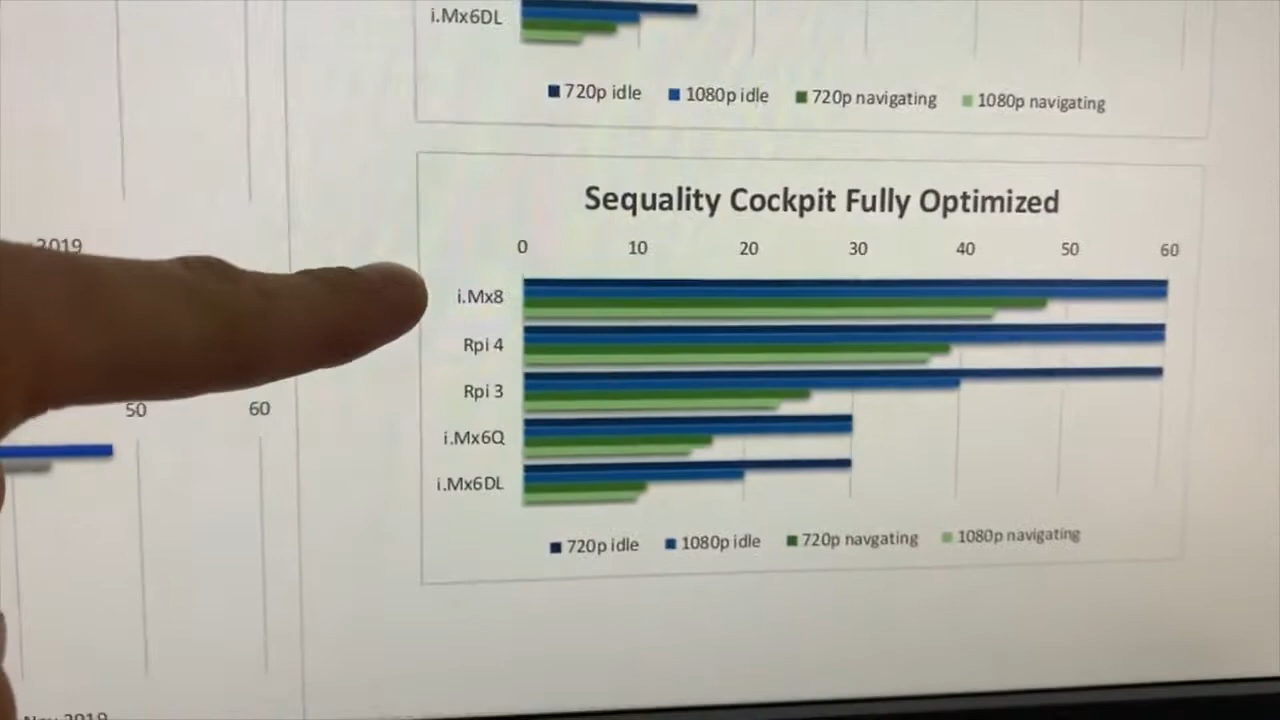 i.Mx6DL
720p idle 1080p idle 720p navigating 1080p navigating
Sequality Cockpit Fully Optimized
0 10 20 30 40 50 60
i.Mx8
Rpi 4
Rpi 3
i.Mx6Q
i.Mx6DL
720p idle 1080p idle 720p navgating 1080p navigating
2019
50 60
2019